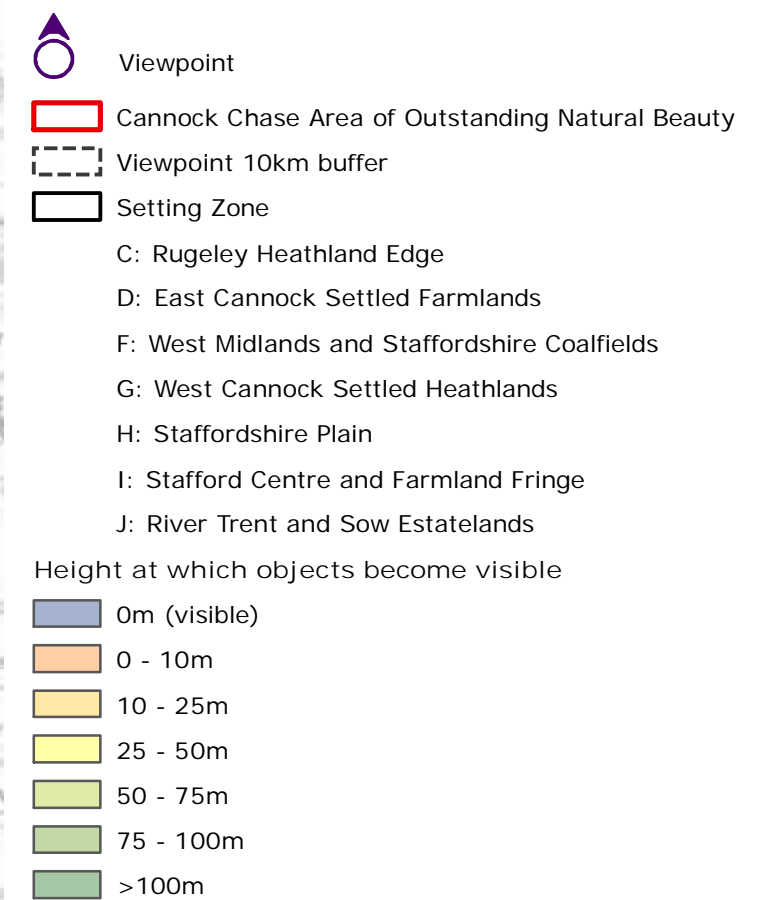 Viewpoint
Cannock Chase Area of Outstanding Natural Beauty
Viewpoint 10km buffer
Setting Zone
C: Rugeley Heathland Edge
D: East Cannock Settled Farmlands
F: West Midlands and Staffordshire Coalfields
G: West Cannock Settled Heathlands
H: Staffordshire Plain
I: Stafford Centre and Farmland Fringe
J: River Trent and Sow Estatelands
Height at which objects become visible
0m (visible)
0 - 10m
10 - 25m
25 - 50m
50 - 75m
75 - 100m
>100m